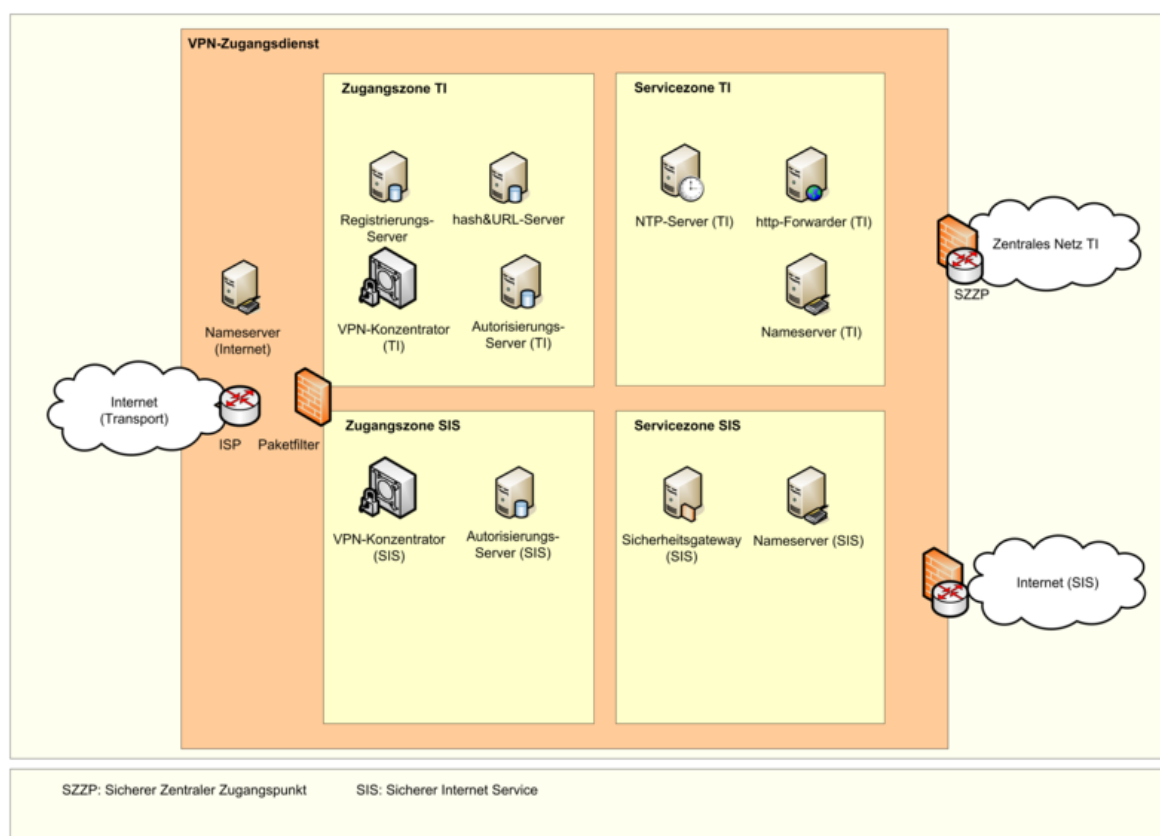 VPN-Zugangsdienst
Zugangszone TI
Registrierungs-
Server
hash&URL-Server
VPN-Konzentrator
(TI)
Autorisierungs-
Server (TI)
Servicezone TI
NTP-Server (TI)
http-Forwarder (TI)
Nameserver (TI)
Zentrales Netz TI
SZZP
Nameserver
(Internet)
Internet
(Transport)
ISP
Paketfilter
Zugangszone SIS
VPN-Konzentrator
(SIS)
Autorisierungs-
Server (SIS)
Servicezone SIS
Sicherheitsgateway
(SIS)
Nameserver (SIS)
Internet (SIS)
SZZP: Sicherer Zentraler Zugangspunkt
SIS: Sicherer Internet Service